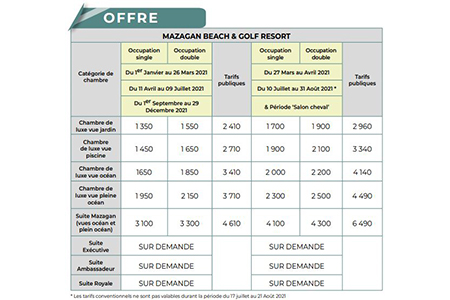 OFFRE
MAZAGAN BEACH & GOLF RESORT
Catégorie de chambre
Occupation single
Occupation double
Tarifs publiques
Occupation single
Occupation double
Tarifs publiques
Du 1er Janvier au 26 Mars 2021
Du 11 Avril au 09 Juillet 2021
Du 1er Septembre au 29 Décembre 2021
Du 27 Mars au Avril 2021
Du 10 Juillet au 31 Août 2021 *
& Période 'Salon cheval'
Chambre de luxe vue jardin 1 350 1 550 2 410 1 700 1 900 2 960
Chambre de luxe vue piscine 1 450 1 650 2 710 1 900 2 100 3 340
Chambre de luxe vue océan 1650 1 850 3 410 2 000 2 200 4 140
Chambre de luxe vue pleine océan 1 950 2 150 3 710 2 300 2 500 4 490
Suite Mazagan (vues océan et plein océan) 3 100 3 300 4 610 4 100 4 300 6 490
Suite Exécutive SUR DEMANDE SUR DEMANDE
Suite Ambassadeur SUR DEMANDE SUR DEMANDE
Suite Royale SUR DEMANDE SUR DEMANDE
* Les tarifs conventionnels ne sont pas valables durant la période du 17 juillet au 21 Août 2021